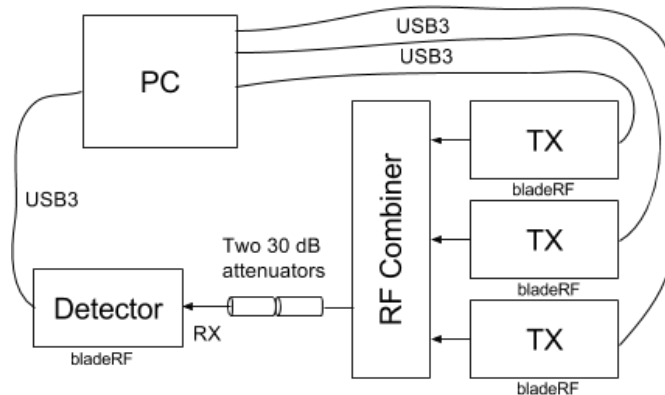 USB3
USB3
USB3
PC
TX
bladeRF
USB3
TX
bladeRF
Two 30 dB
attenuators
RF Combiner
Detector
RX
bladeRF
TX
bladeRF